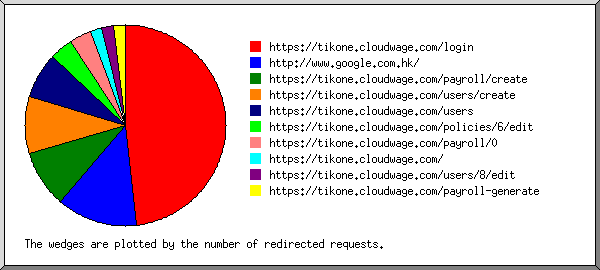 https://tikone.cloudwage.com/login
http://www.google.com.hk/
https://tikone.cloudwage.com/payroll/create
https://tikone.cloudwage.com/users/create
https://tikone.cloudwage.com/users
https://tikone.cloudwage.com/policies/6/edit
https://tikone.cloudwage.com/payroll/0
https://tikone.cloudwage.com/
https://tikone.cloudwage.com/users/8/edit
https://tikone.cloudwage.com/payroll-generate
The wedges are plotted by the number of redirected requests.